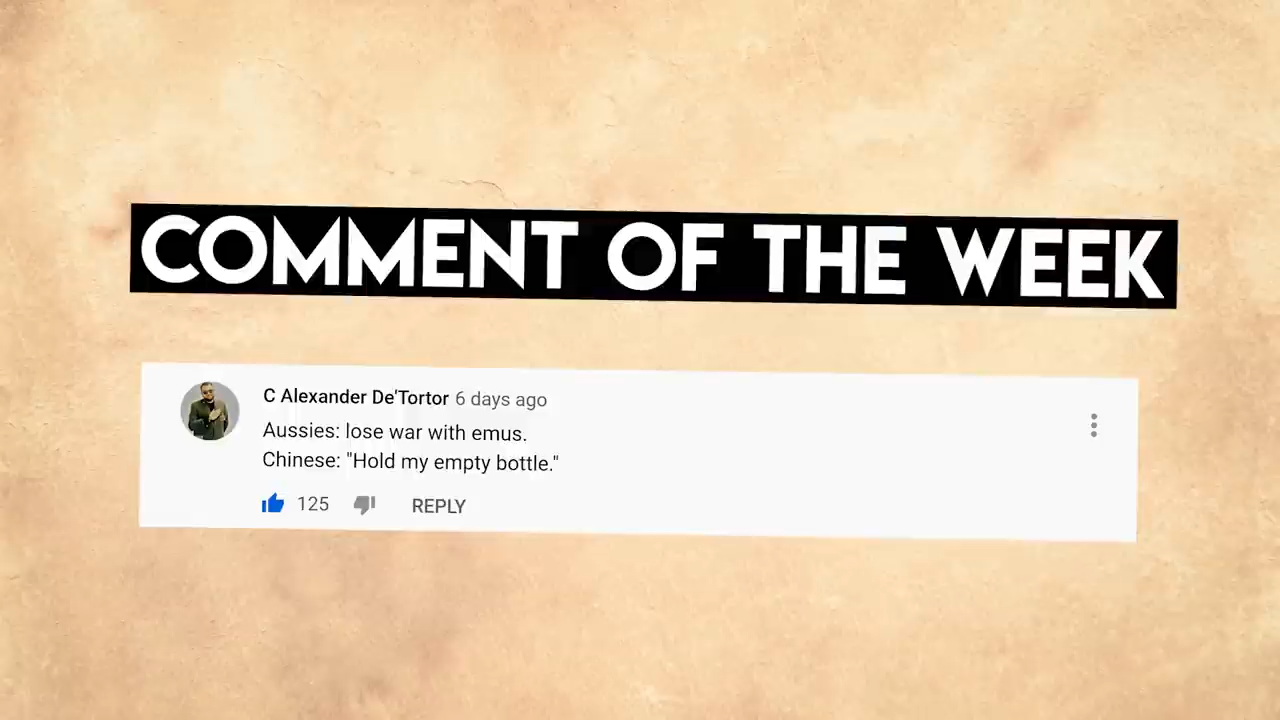 COMMENT OF THE WEEK
C Alexander De'Tortor 6 days ago
Aussies: lose war with emus.
Chinese: "Hold my empty bottle."
125 REPLY